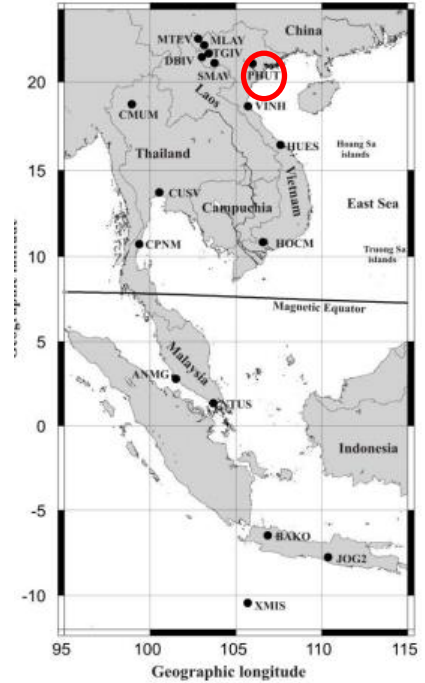 China
MTEV
MLAY
TGIV
DBIV
SMAV
PHUT
20
Laos
VINH
CMUM
HUES
Hoang Sa
islands
15
Thailand
Vietnam
CUSV
Campuchia
East Sea
HOCM
Truong Sa
islands
CPNM
10
Magnetic Equator
5
Malaysia
ANMG
NTUS
0
Indonesia
-5
BAKO
JOG2
-10
XMIS
95 100 105 110 115
Geographic longitude